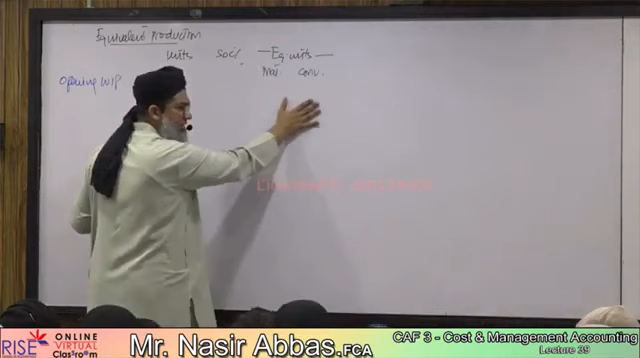 Equivalent Production
units SOC. Eq units
Mat. Conv.
Opening WIP
RISE ONLINE VIRTUAL Classroom
Mr. Nasir Abbas.FCA
CAF 3 - Cost & Management Accounting
Lecture 39